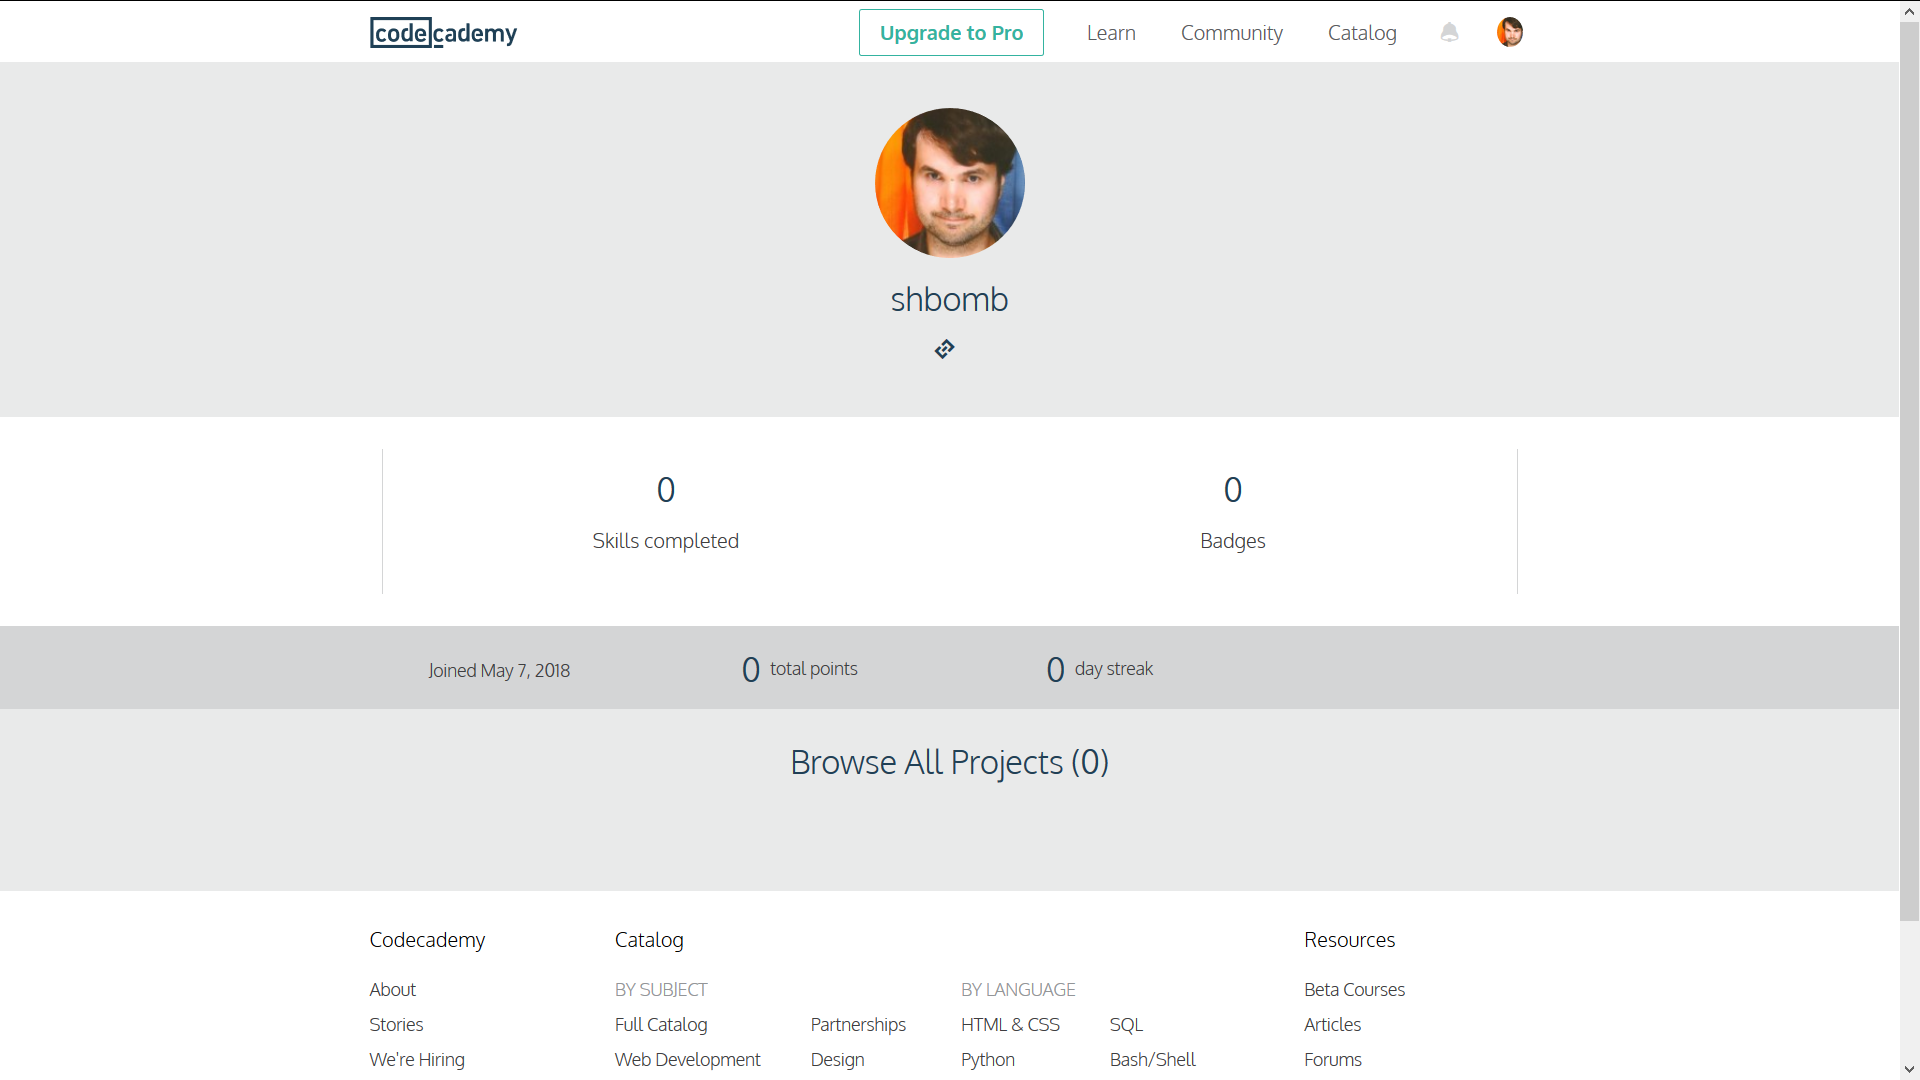 codecademy
Upgrade to Pro
Learn
Community
Catalog
shbomb
0
Skills completed
0
Badges
Joined May 7, 2018
0 total points
0 day streak
Browse All Projects (0)
Codecademy
About
Stories
We're Hiring
Catalog
BY SUBJECT
Full Catalog
Partnerships
Web Development
Design
BY LANGUAGE
HTML & CSS
SQL
Python
Bash/Shell
Resources
Beta Courses
Articles
Forums